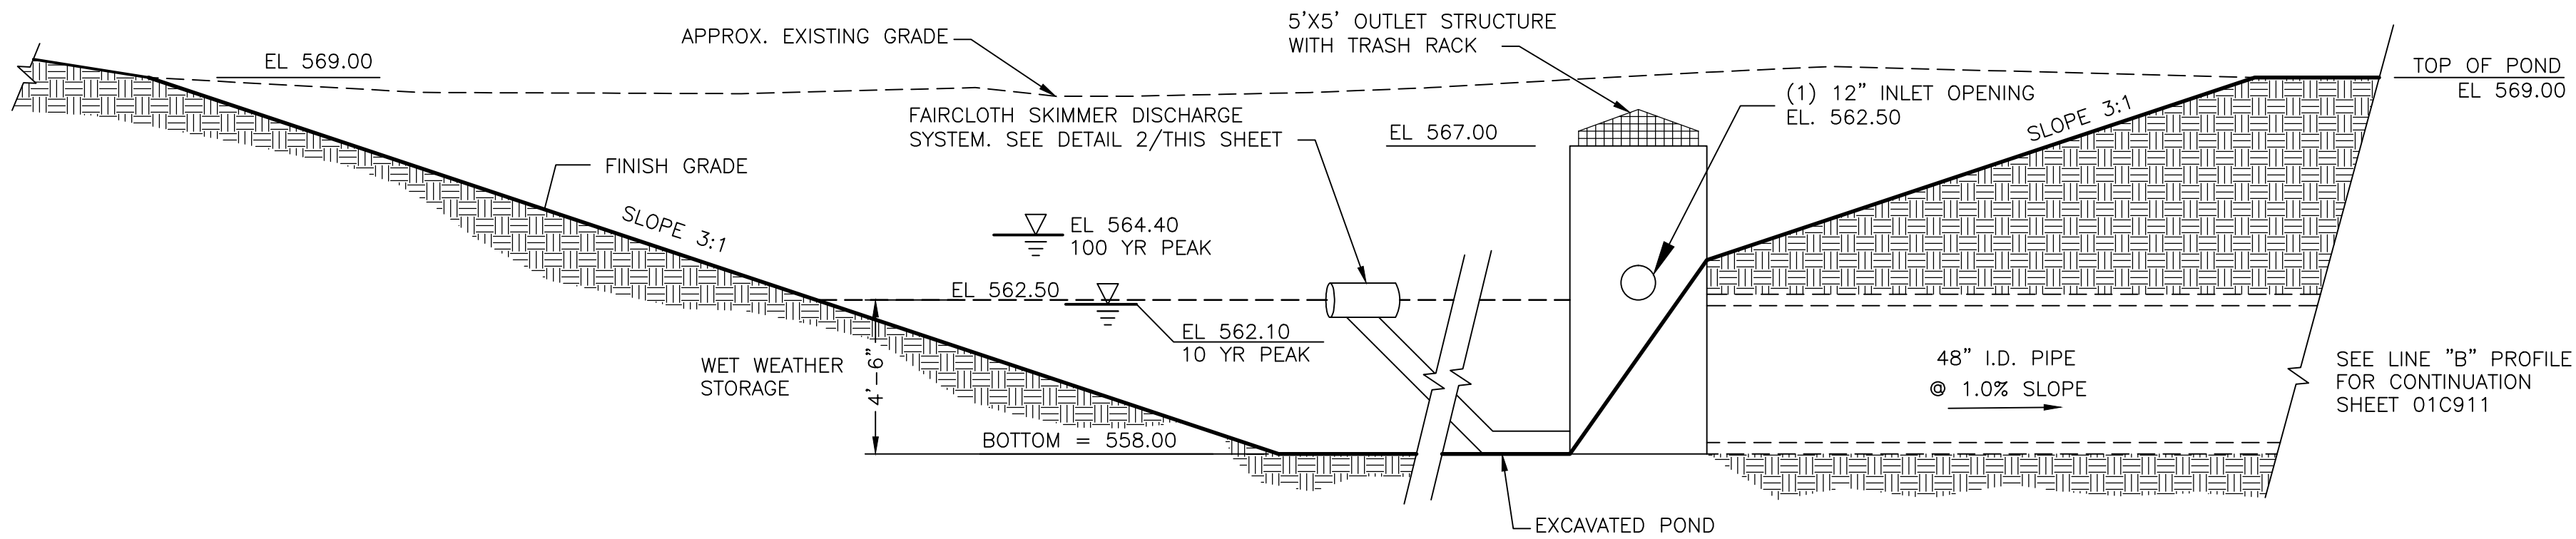 EL 569.00
APPROX. EXISTING GRADE
5'X5' OUTLET STRUCTURE
WITH TRASH RACK
TOP OF POND
EL 569.00
(1) 12" INLET OPENING
EL. 562.50
FAIRCLOTH SKIMMER DISCHARGE
SYSTEM. SEE DETAIL 2/THIS SHEET
EL 567.00
SLOPE 3:1
FINISH GRADE
SLOPE 3:1
EL 564.40
100 YR PEAK
EL 562.50
EL 562.10
10 YR PEAK
WET WEATHER
STORAGE
4'-6"
48" I.D. PIPE
@ 1.0% SLOPE
SEE LINE "B" PROFILE
FOR CONTINUATION
SHEET 01C911
BOTTOM = 558.00
EXCAVATED POND